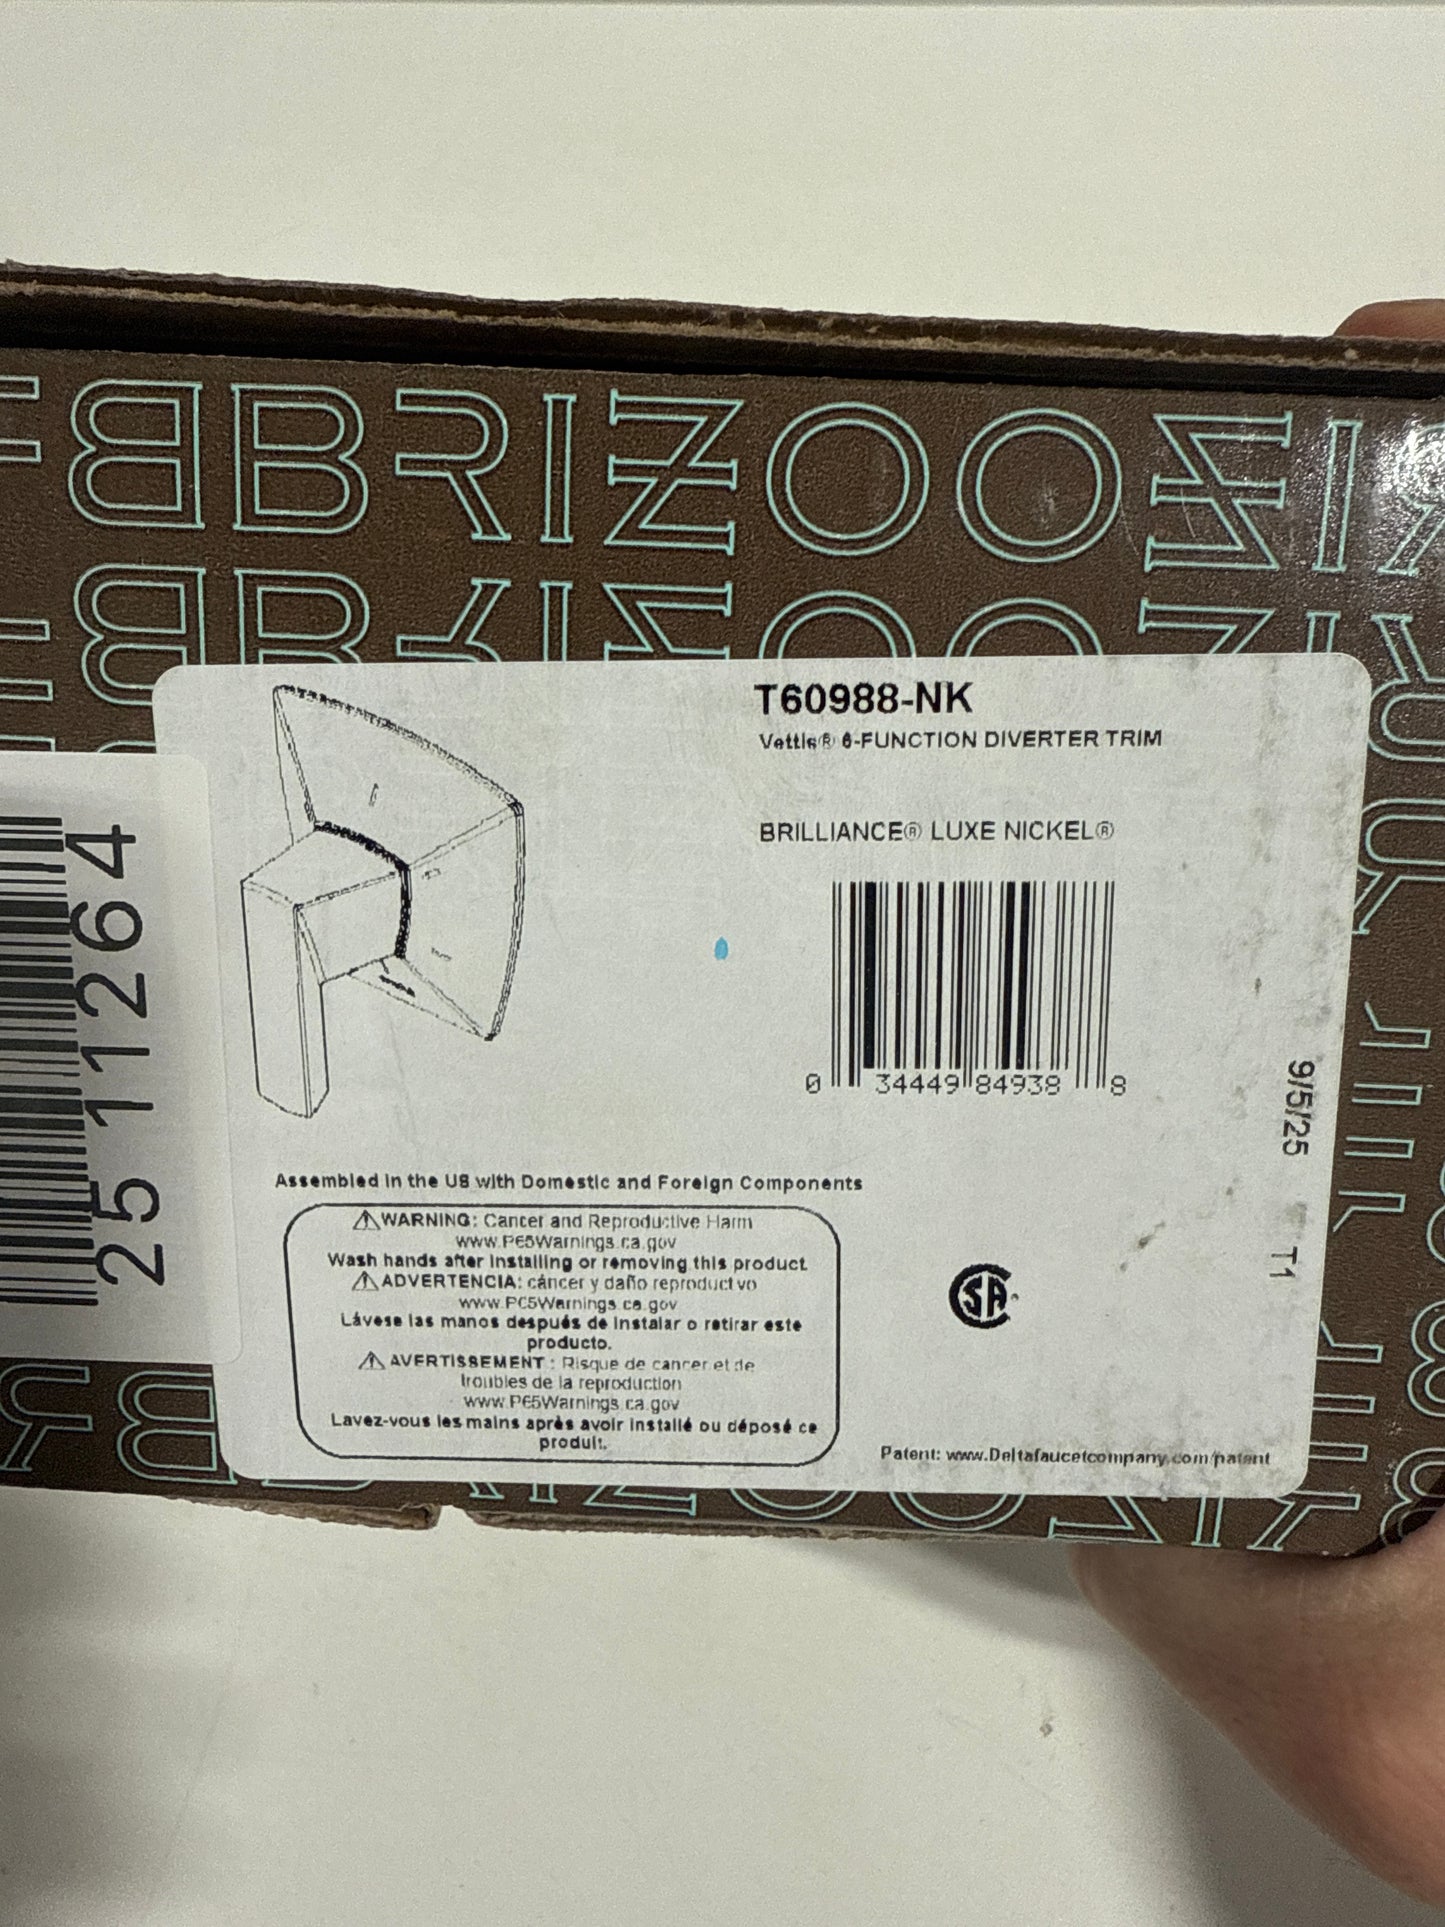 BRIZO
T60988-NK
Vettis® 6-FUNCTION DIVERTER TRIM
BRILLIANCE® LUXE NICKEL®
0 34449 84938 8
9/5/25 T1
25 11264
Assembled in the US with Domestic and Foreign Components
⚠WARNING: Cancer and Reproductive Harm
www.P65Warnings.ca.gov
Wash hands after installing or removing this product
⚠ADVERTENCIA: cáncer y daño reproductivo
www.P65Warnings.ca.gov
Lávese las manos después de instalar o retirar este
producto.
⚠AVERTISSEMENT : Risque de cancer et de
troubles de la reproduction
www.P65Warnings.ca.gov
Lavez-vous les mains après avoir installé ou déposé ce
produit.
SA
Patent: www.Deltafaucetcompany.com/patent